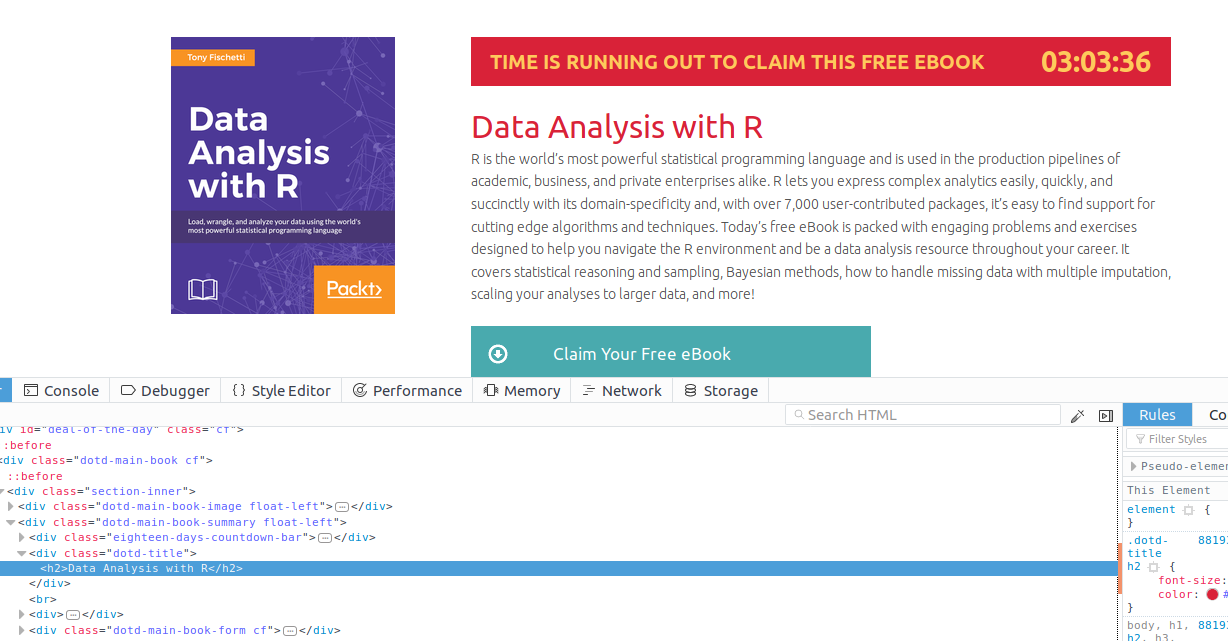 Tony Fischetti
Data
Analysis
with R
Load, wrangle, and analyze your data using the world's
most powerful statistical programming language
Packt>
TIME IS RUNNING OUT TO CLAIM THIS FREE EBOOK 03:03:36
Data Analysis with R
R is the world's most powerful statistical programming language and is used in the production pipelines of
academic, business, and private enterprises alike. R lets you express complex analytics easily, quickly, and
succinctly with its domain-specificity and, with over 7,000 user-contributed packages, it's easy to find support for
cutting edge algorithms and techniques. Today's free eBook is packed with engaging problems and exercises
designed to help you navigate the R environment and be a data analysis resource throughout your career. It
covers statistical reasoning and sampling, Bayesian methods, how to handle missing data with multiple imputation,
scaling your analyses to larger data, and more!
Claim Your Free eBook
Console Debugger {} Style Editor Performance Memory Network Storage
Search HTML
iv id="deal-of-the-day" class="cf">
:before
<div class="dotd-main-book cf">
::before
<div class="section-inner">
<div class="dotd-main-book-image float-left"></div>
<div class="dotd-main-book-summary float-left">
<div class="eighteen-days-countdown-bar"></div>
<div class="dotd-title">
<h2>Data Analysis with R</h2>
</div>
<br>
<div></div>
<div class="dotd-main-book-form cf"></div>
Rules Co
Filter Styles
Pseudo-elemen
This Element
element {
}
.dotd- 8819
title
h2 {
font-size:
color: #
}
body, h1, 8819
h2, h3,